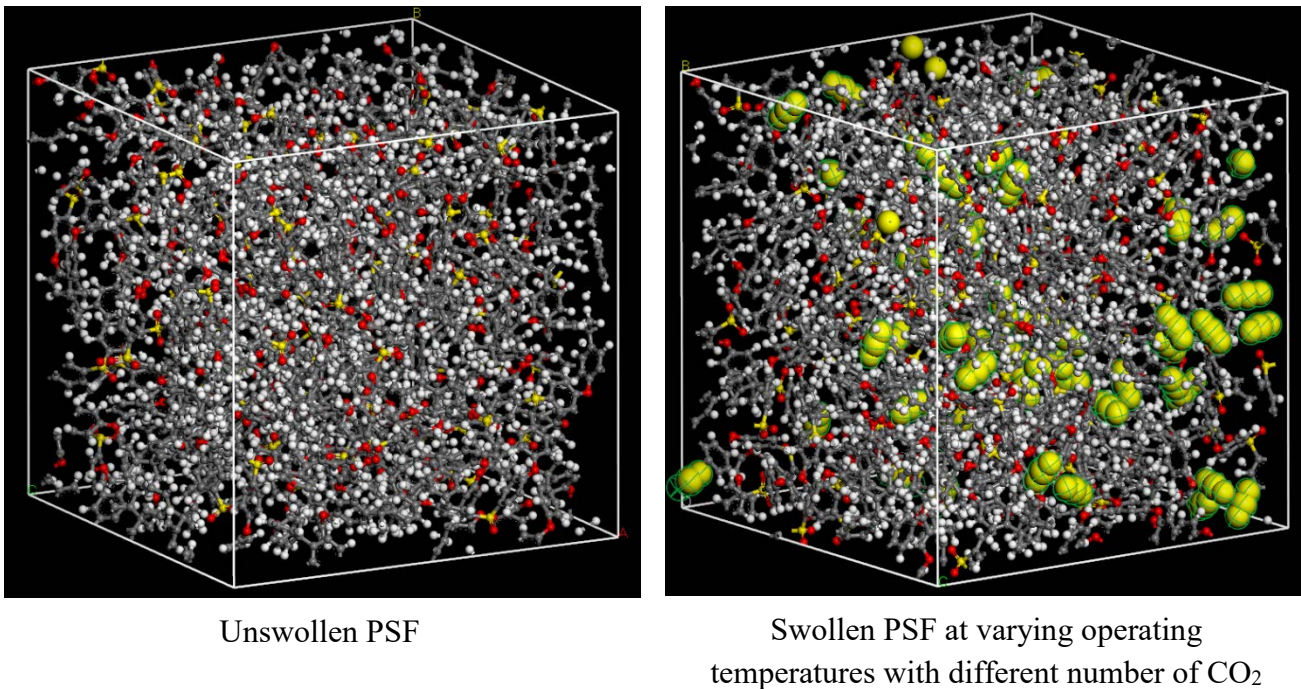 B
C
A
B
C
Unswollen PSF
Swollen PSF at varying operating
temperatures with different number of CO₂